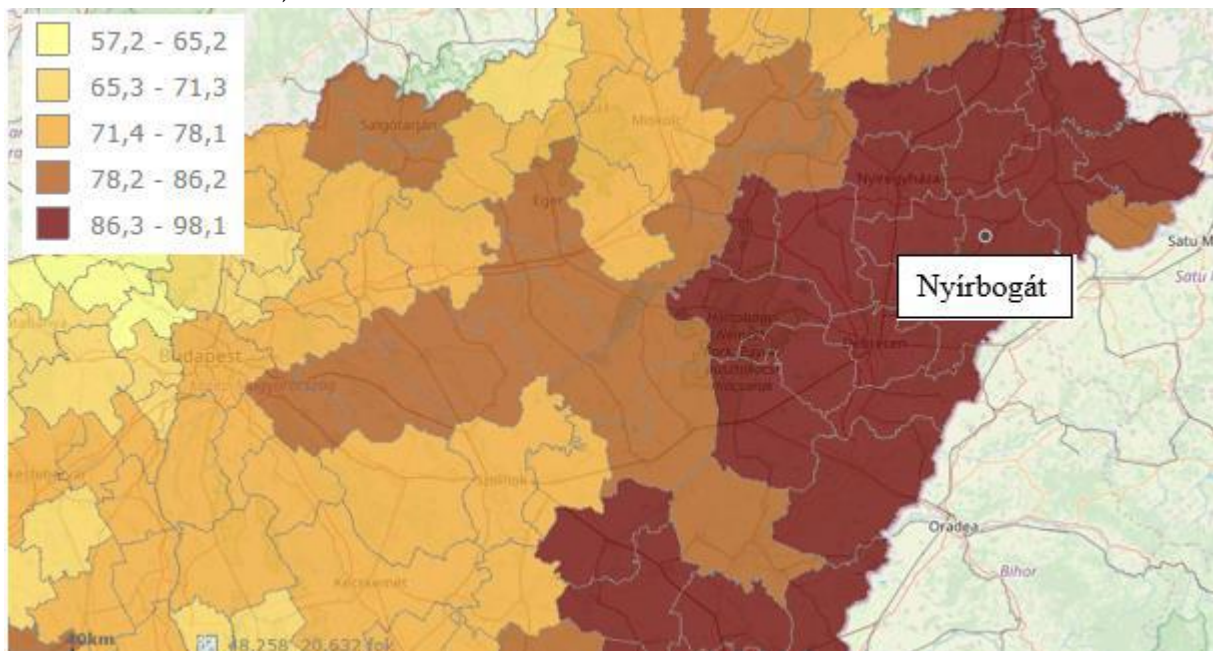 57,2 - 65,2
65,3 - 71,3
71,4 - 78,1
78,2 - 86,2
86,3 - 98,1
Salgótarján
Miskolc
Eger
Nyíregyháza
Satu M
Satu
Nyírbogát
Debrecen
Budapest
Szolnok
Oradea
Bihor
Kecskemét
40km
48,258, 20,632 fok